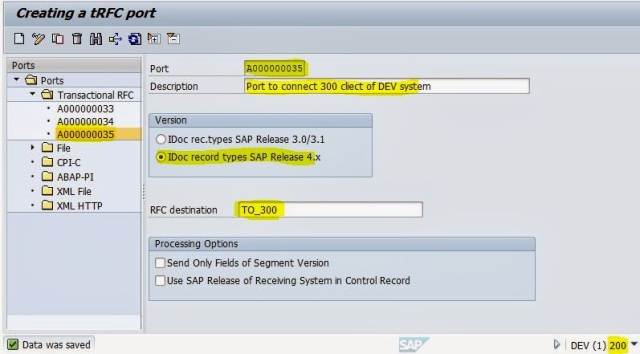 Creating a tRFC port
Ports
Ports
Transactional RFC
A000000033
A000000034
A000000035
File
CPI-C
ABAP-PI
XML File
XML HTTP
Port A000000035
Description Port to connect 300 cliect of DEV system
Version
IDoc rec.types SAP Release 3.0/3.1
IDoc record types SAP Release 4.x
RFC destination TO_300
Processing Options
Send Only Fields of Segment Version
Use SAP Release of Receiving System in Control Record
Data was saved
SAP
DEV (1) 200